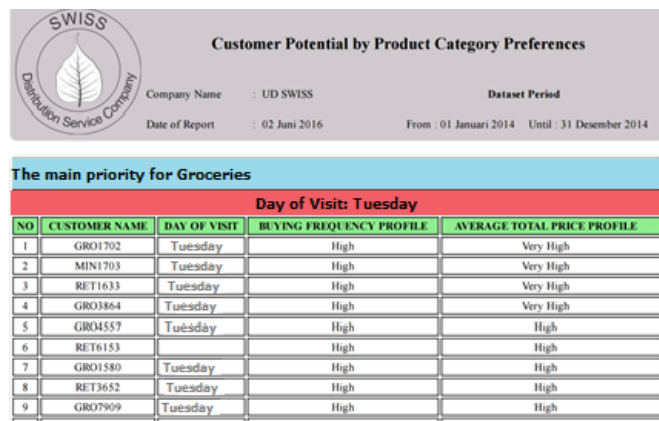 SWISS
Distribution Service Company
Customer Potential by Product Category Preferences
Company Name : UD SWISS Dataset Period
Date of Report : 02 Juni 2016 From : 01 Januari 2014 Until : 31 Desember 2014
The main priority for Groceries
Day of Visit: Tuesday
NO CUSTOMER NAME DAY OF VISIT BUYING FREQUENCY PROFILE AVERAGE TOTAL PRICE PROFILE
1 GRO1702 Tuesday High Very High
2 MIN1703 Tuesday High Very High
3 RET1633 Tuesday High Very High
4 GRO3864 Tuesday High Very High
5 GRO4557 Tuesday High High
6 RET6153 High High
7 GRO1580 Tuesday High High
8 RET3652 Tuesday High High
9 GRO7909 Tuesday High High